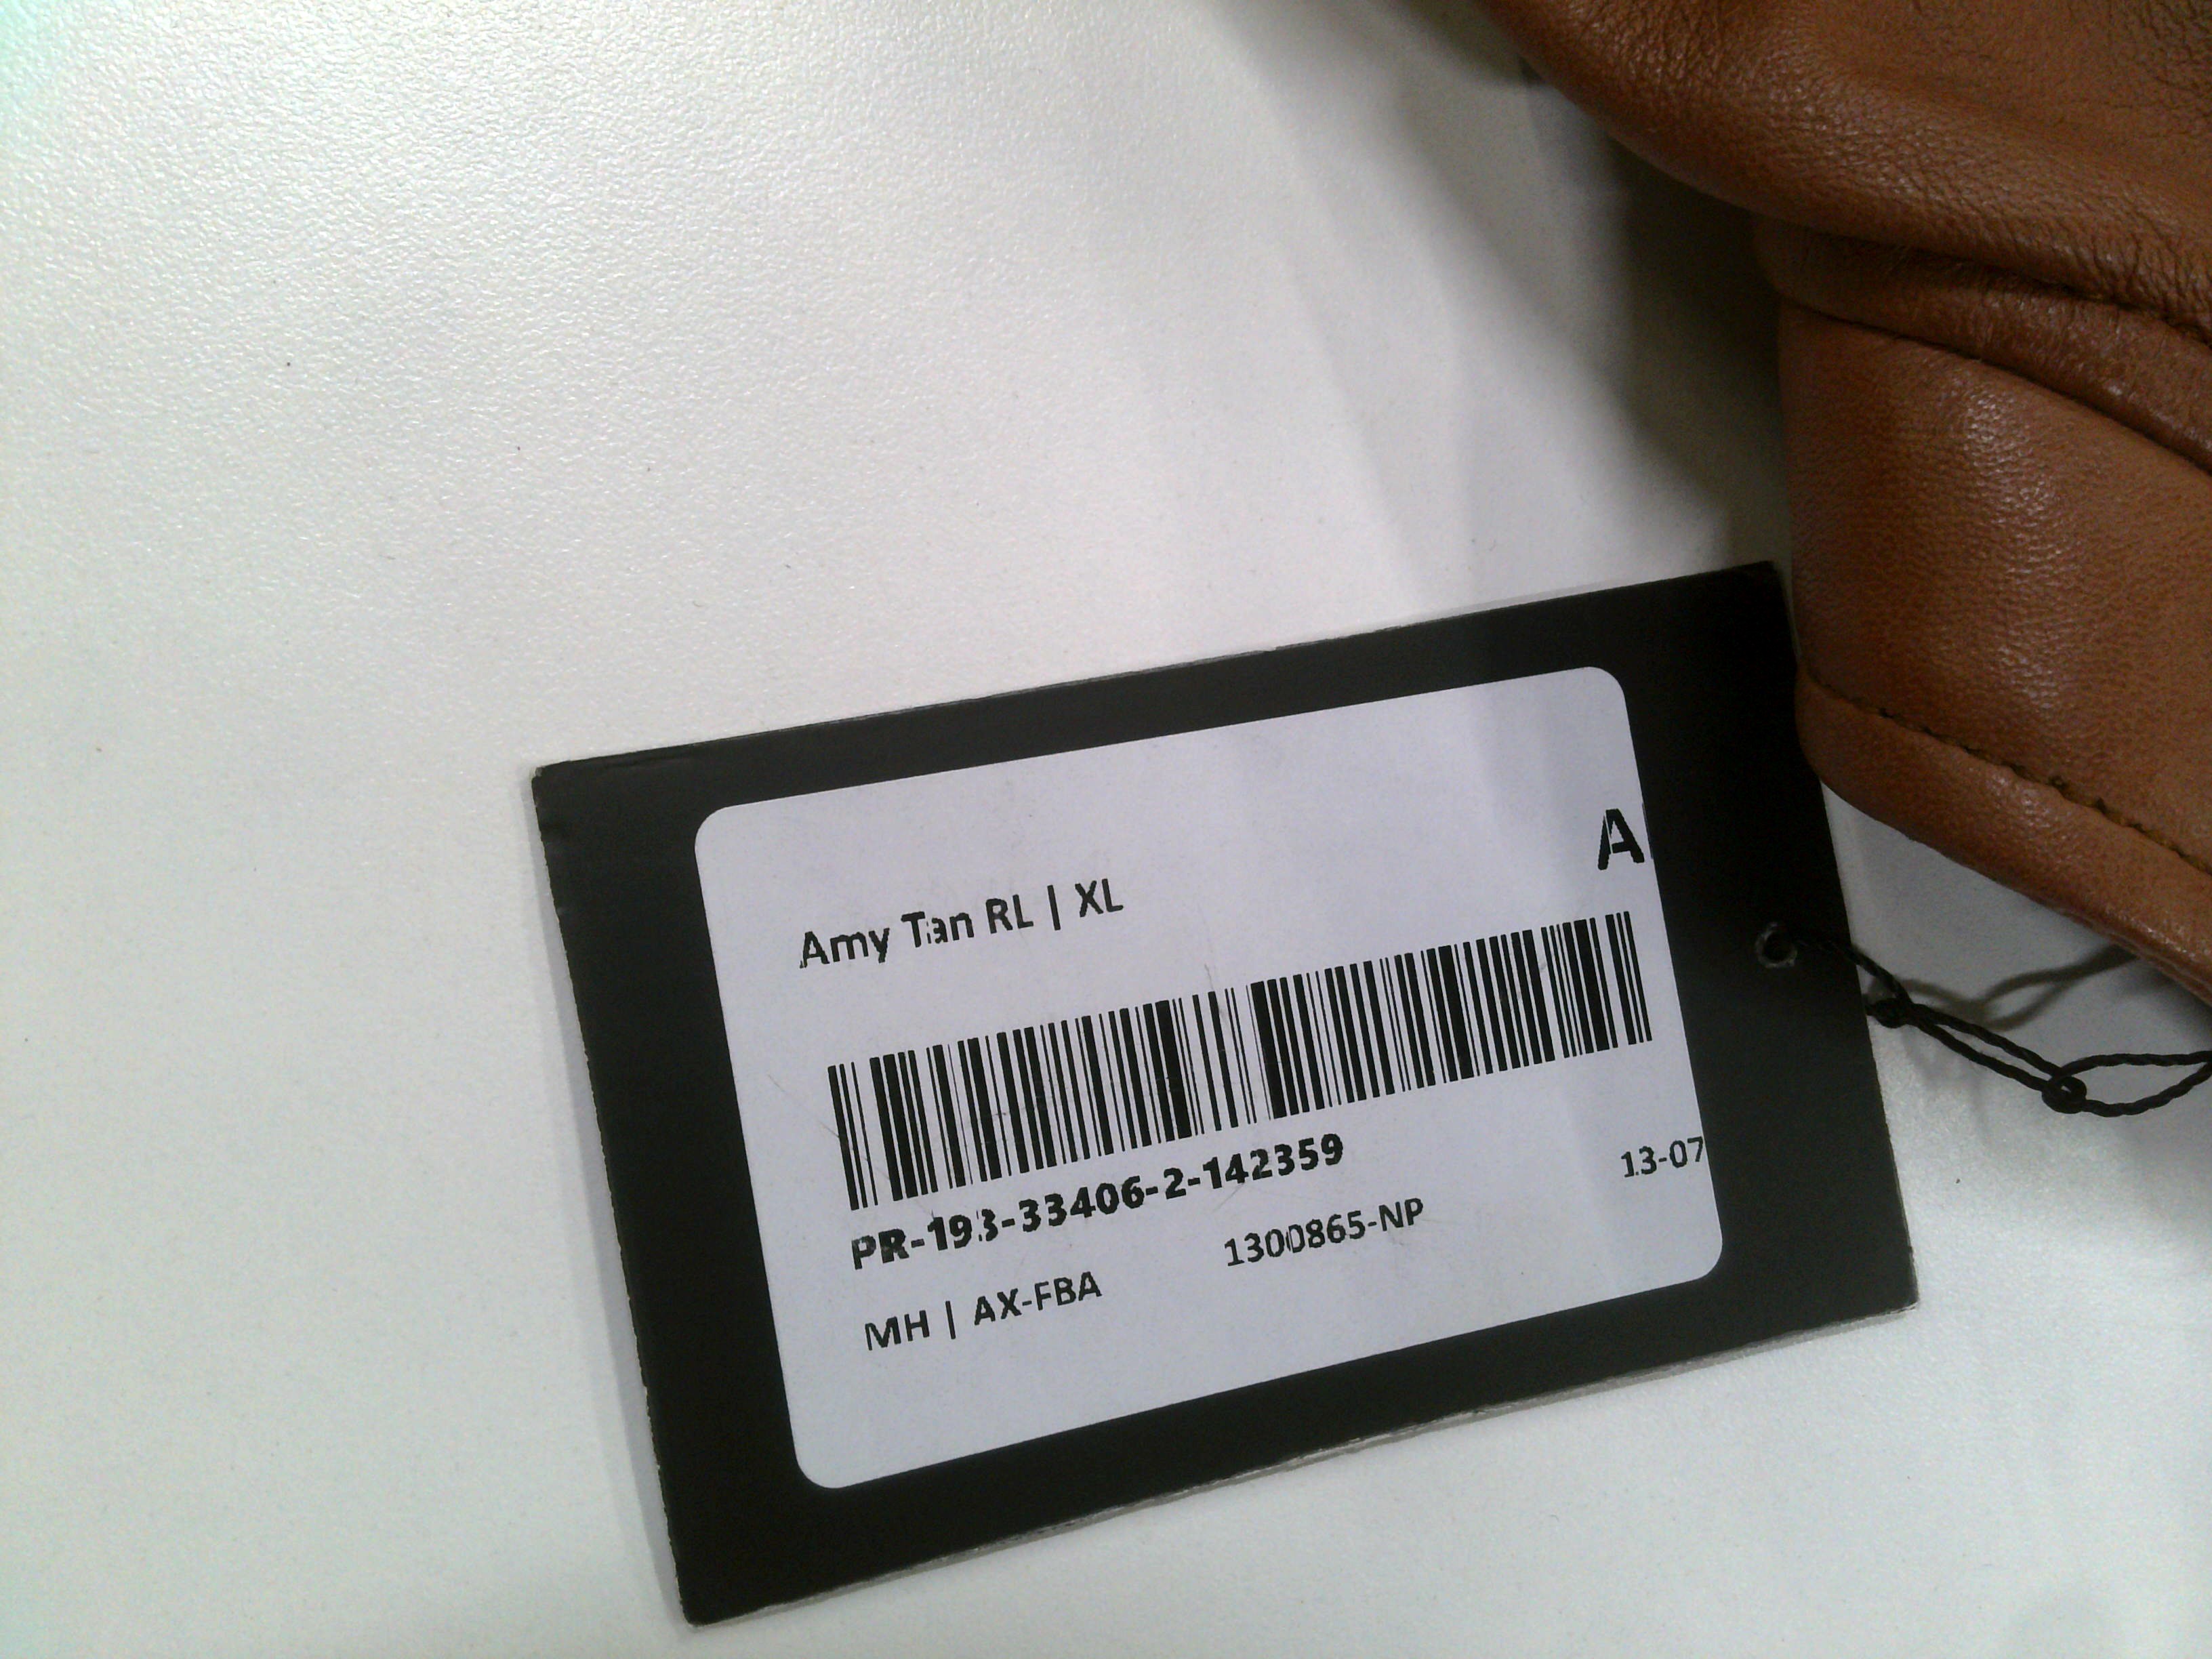 A
Amy Tan RL | XL
PR-193-33406-2-142359
13-07
1300865-NP
MH | AX-FBA